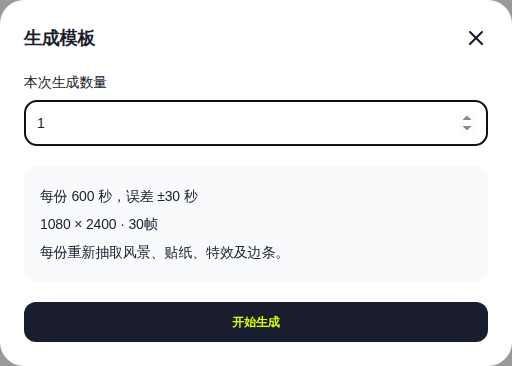 生成模板
本次生成数量
1
每份 600 秒，误差 ±30 秒
1080 × 2400 · 30帧
每份重新抽取风景、贴纸、特效及边条。
开始生成